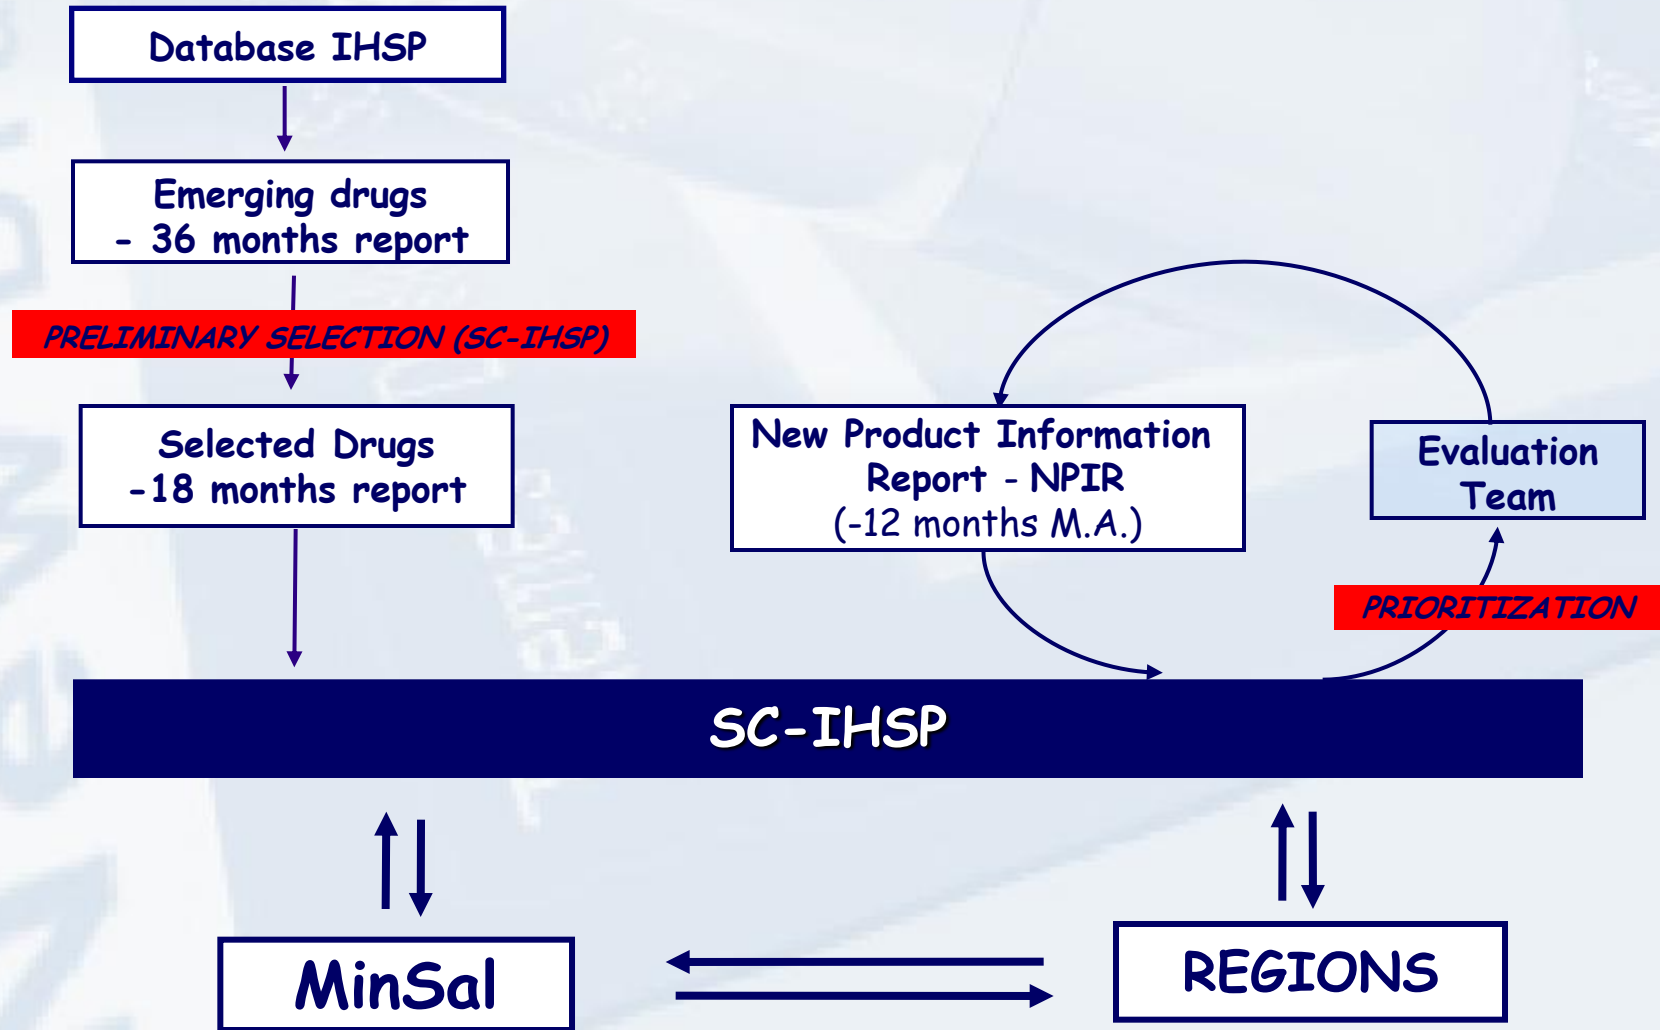 Database IHSP
Emerging drugs
- 36 months report
PRELIMINARY SELECTION (SC-IHSP)
Selected Drugs
-18 months report
New Product Information
Report - NPIR
(-12 months M.A.)
Evaluation
Team
PRIORITIZATION
SC-IHSP
MinSal
REGIONS